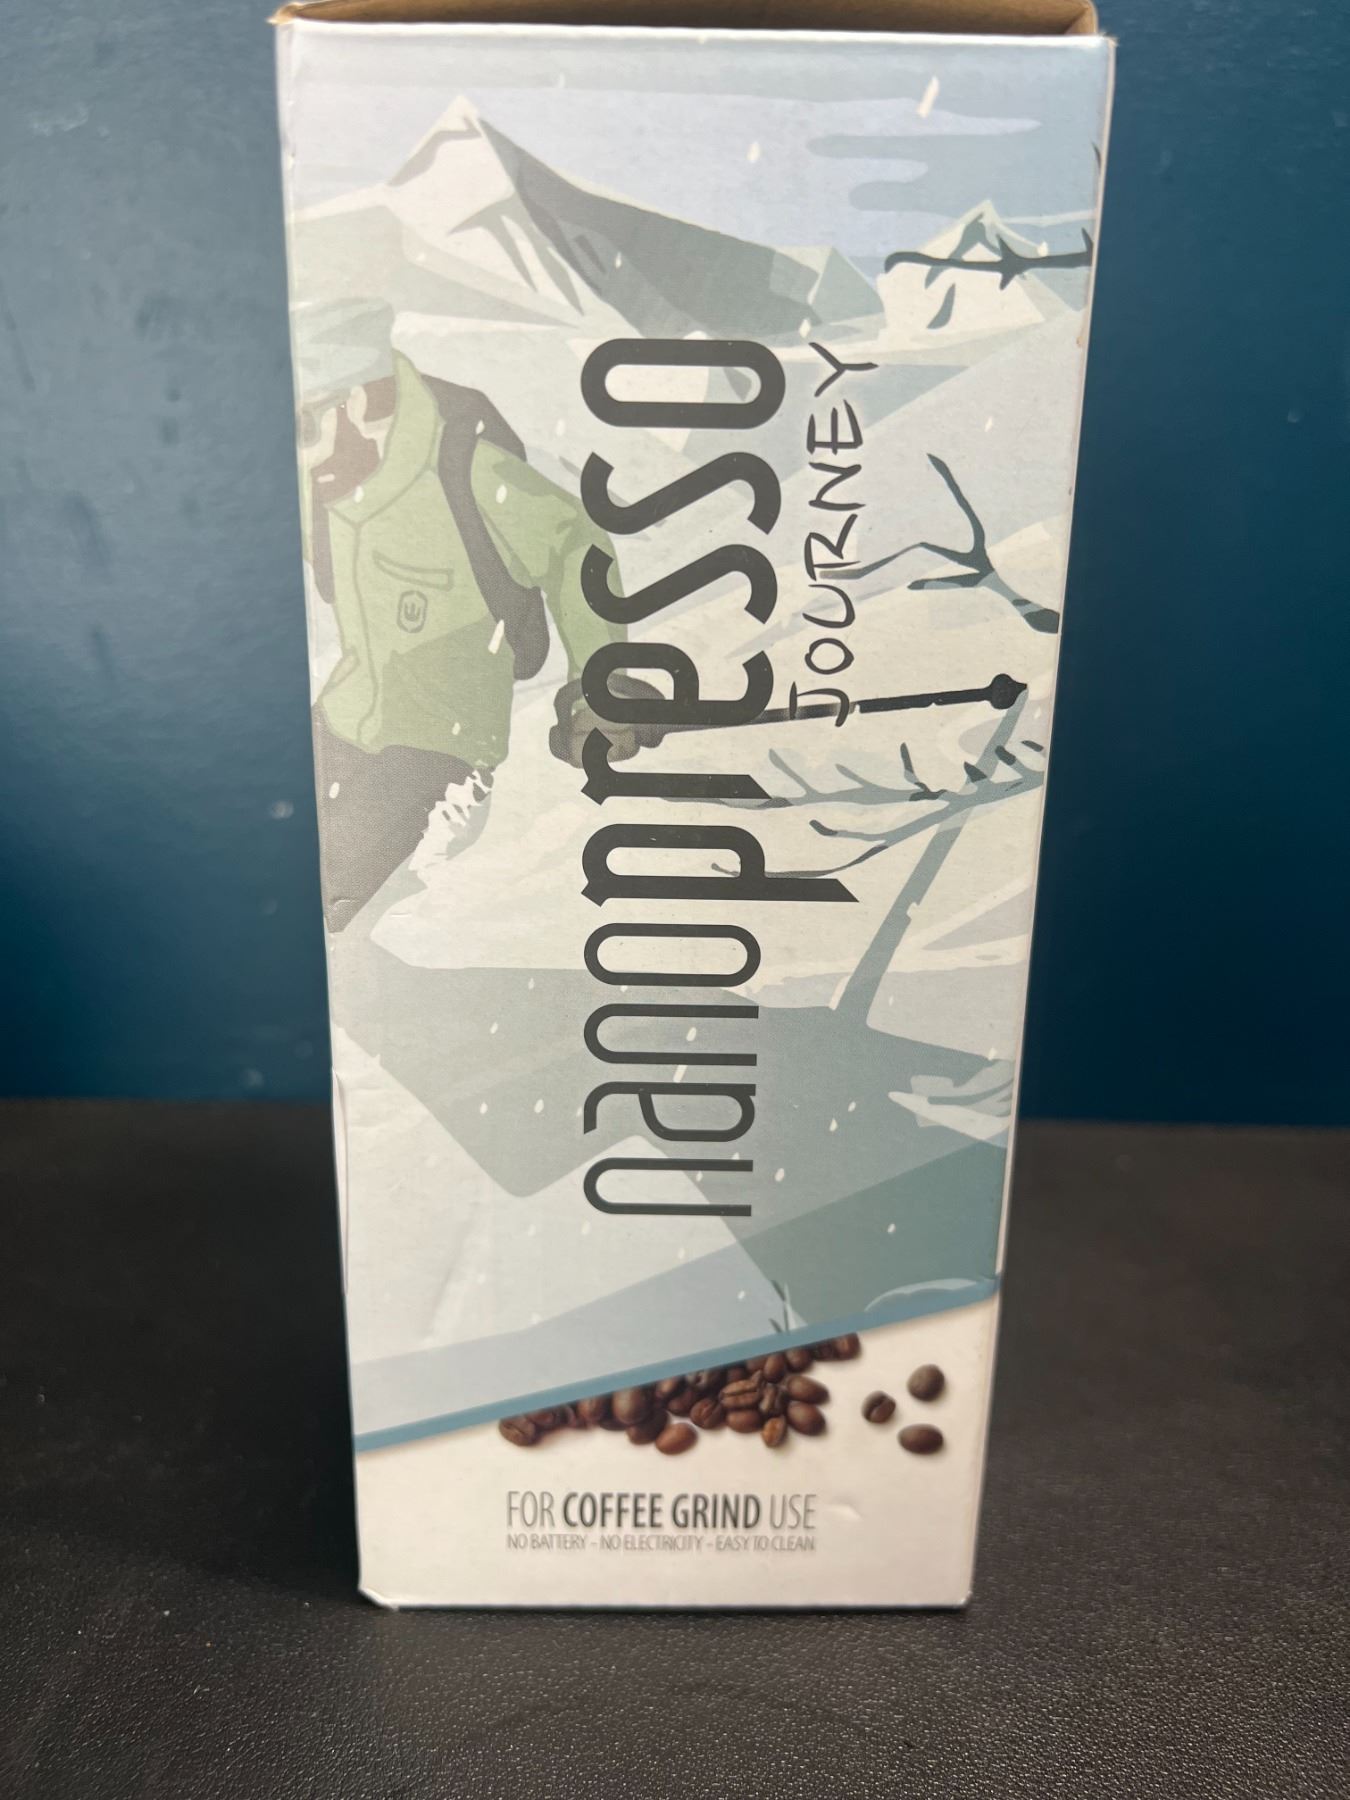 nanopresso
JOURNEY
FOR COFFEE GRIND USE
NO BATTERY - NO ELECTRICITY - EASY TO CLEAN